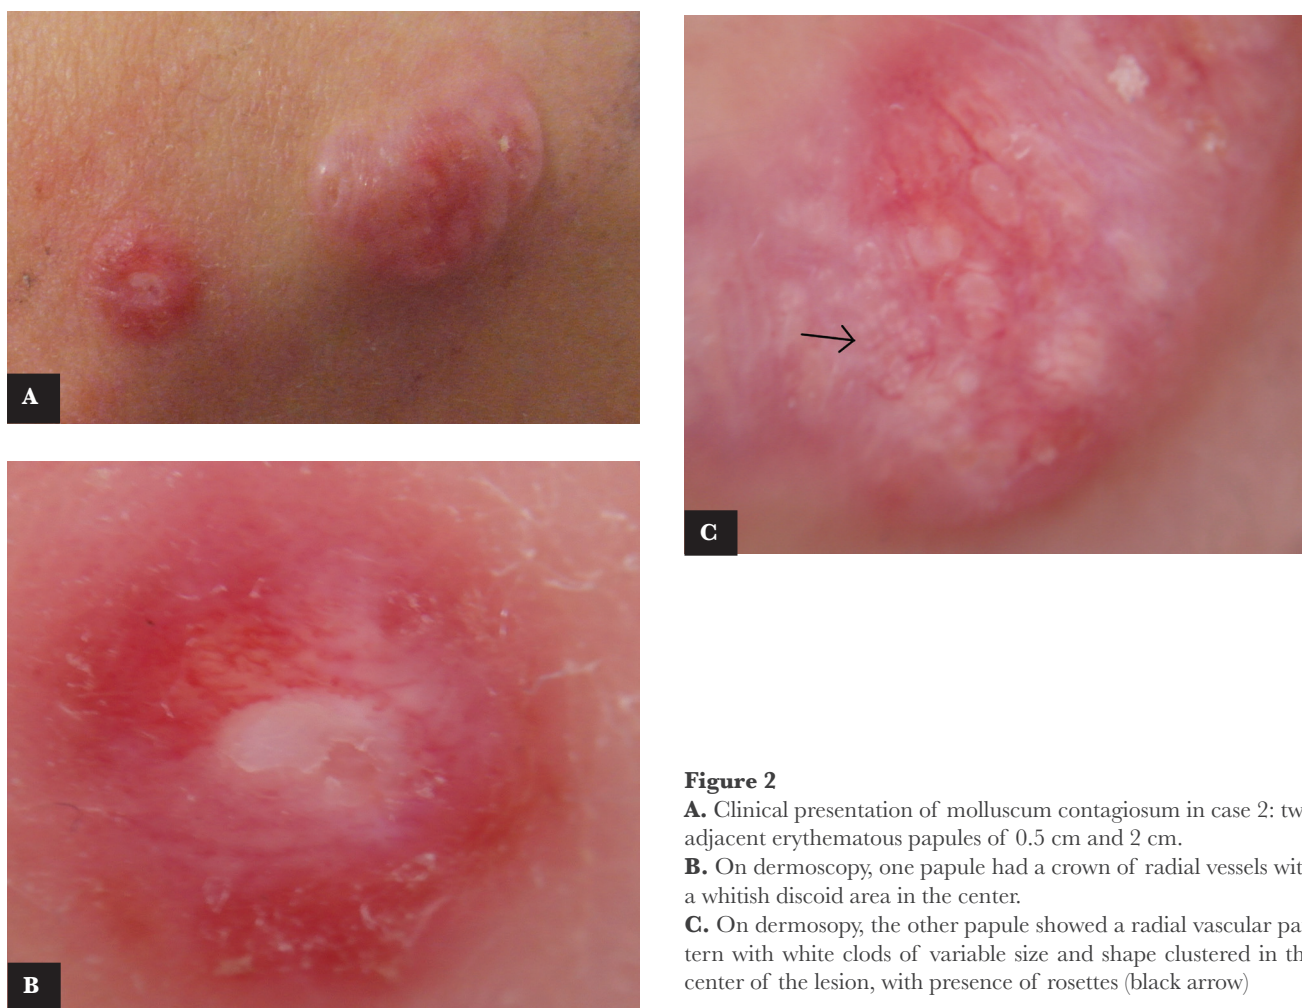 A
C
B
Figure 2
A. Clinical presentation of molluscum contagiosum in case 2: tw
adjacent erythematous papules of 0.5 cm and 2 cm.
B. On dermoscopy, one papule had a crown of radial vessels wit
a whitish discoid area in the center.
C. On dermosopy, the other papule showed a radial vascular pa
tern with white clods of variable size and shape clustered in th
center of the lesion, with presence of rosettes (black arrow)